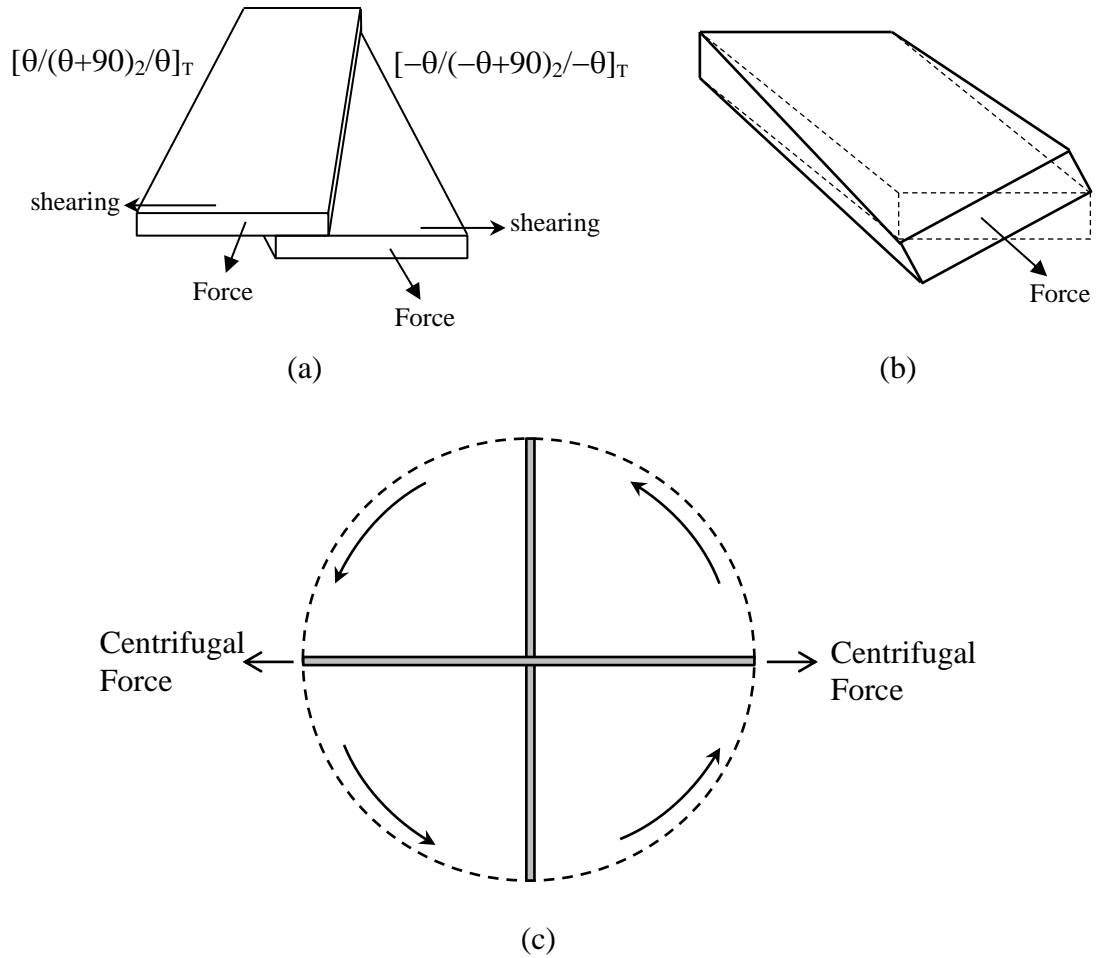 [θ/(θ+90)₂/θ]T
[−θ/(−θ+90)₂/−θ]T
shearing
shearing
Force
Force
Force
(a)
(b)
Centrifugal
Force
Centrifugal
Force
(c)